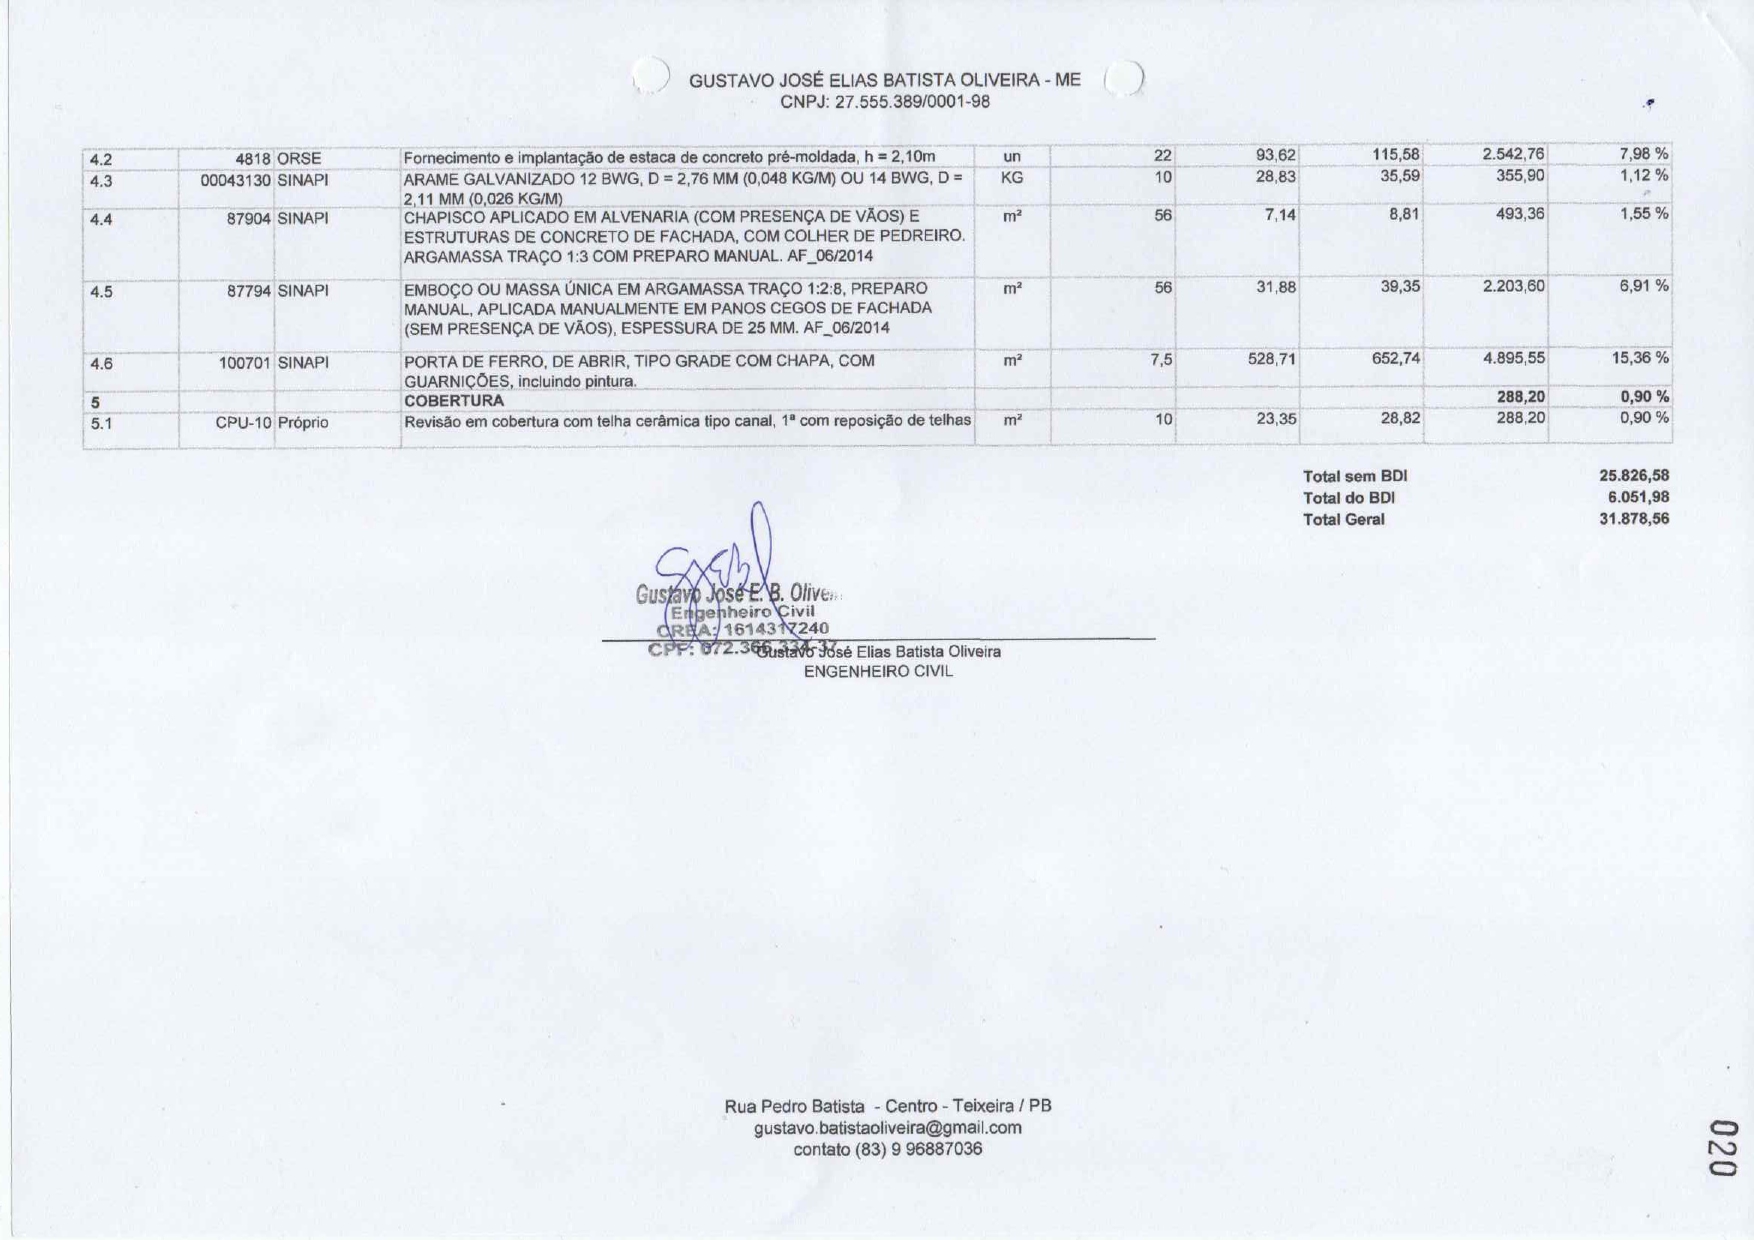 GUSTAVO JOSÉ ELIAS BATISTA OLIVEIRA - ME
CNPJ: 27.555.389/0001-98
4.2 4818 ORSE Fornecimento e implantação de estaca de concreto pré-moldada, h = 2,10m un 22 93,62 115,58 2.542,76 7,98 %
4.3 00043130 SINAPI ARAME GALVANIZADO 12 BWG, D = 2,76 MM (0,048 KG/M) OU 14 BWG, D = KG 10 28,83 35,59 355,90 1,12 %
2,11 MM (0,026 KG/M)
4.4 87904 SINAPI CHAPISCO APLICADO EM ALVENARIA (COM PRESENÇA DE VÃOS) E m² 56 7,14 8,81 493,36 1,55 %
ESTRUTURAS DE CONCRETO DE FACHADA, COM COLHER DE PEDREIRO.
ARGAMASSA TRAÇO 1:3 COM PREPARO MANUAL. AF_06/2014
4.5 87794 SINAPI EMBOÇO OU MASSA ÚNICA EM ARGAMASSA TRAÇO 1:2:8, PREPARO m² 56 31,88 39,35 2.203,60 6,91 %
MANUAL, APLICADA MANUALMENTE EM PANOS CEGOS DE FACHADA
(SEM PRESENÇA DE VÃOS), ESPESSURA DE 25 MM. AF_06/2014
4.6 100701 SINAPI PORTA DE FERRO, DE ABRIR, TIPO GRADE COM CHAPA, COM m² 7,5 528,71 652,74 4.895,55 15,36 %
GUARNIÇÕES, incluindo pintura.
5 COBERTURA 288,20 0,90 %
5.1 CPU-10 Próprio Revisão em cobertura com telha cerâmica tipo canal, 1ª com reposição de telhas m² 10 23,35 28,82 288,20 0,90 %
Total sem BDI 25.826,58
Total do BDI 6.051,98
Total Geral 31.878,56
Gustavo José E. B.
Engenheiro Civil
CREA: 1614317240
CPF:
Gustavo José Elias Batista Oliveira
ENGENHEIRO CIVIL
Rua Pedro Batista - Centro - Teixeira / PB
gustavo.batistaoliveira@gmail.com
contato (83) 9 96887036
020